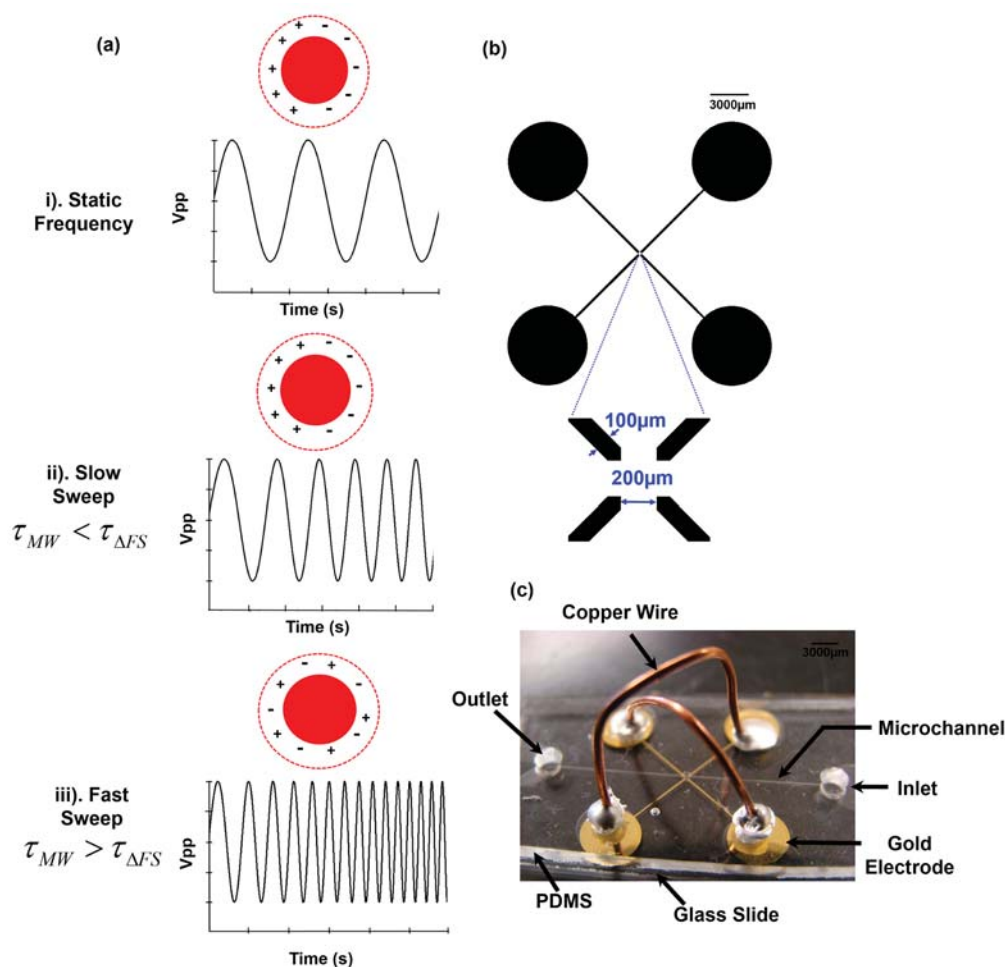 (a)
+ + - -
+ -
+ -
+ -
+ -
i). Static
Frequency
Vpp
Time (s)
+ + - -
+ -
+ -
+ -
+ -
ii). Slow
Sweep
τMW < τΔFS
Vpp
Time (s)
- +
+ -
- +
+ -
- +
iii). Fast
Sweep
τMW > τΔFS
Vpp
Time (s)
(b)
3000µm
100µm
200µm
(c)
Copper Wire
3000µm
Outlet
Microchannel
Inlet
Gold
Electrode
PDMS
Glass Slide